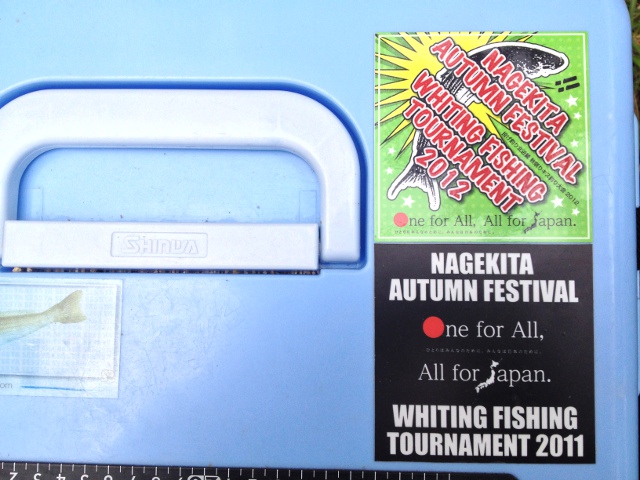 NAGEKITA
AUTUMN FESTIVAL
WHITING FISHING
TOURNAMENT
2012
!!
One for All, All for Japan.
SHINWA
NAGEKITA
AUTUMN FESTIVAL
One for All,
All for Japan.
WHITING FISHING
TOURNAMENT 2011
om